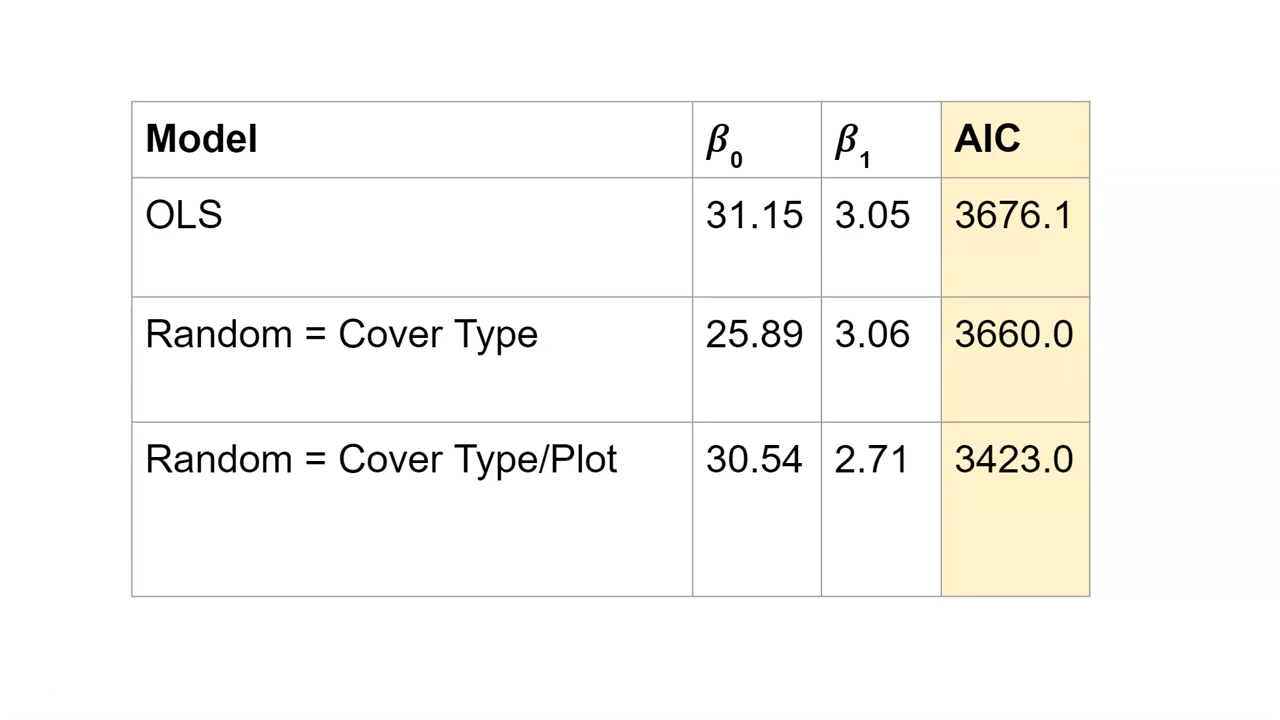 Model β0 β1 AIC
OLS 31.15 3.05 3676.1
Random = Cover Type 25.89 3.06 3660.0
Random = Cover Type/Plot 30.54 2.71 3423.0